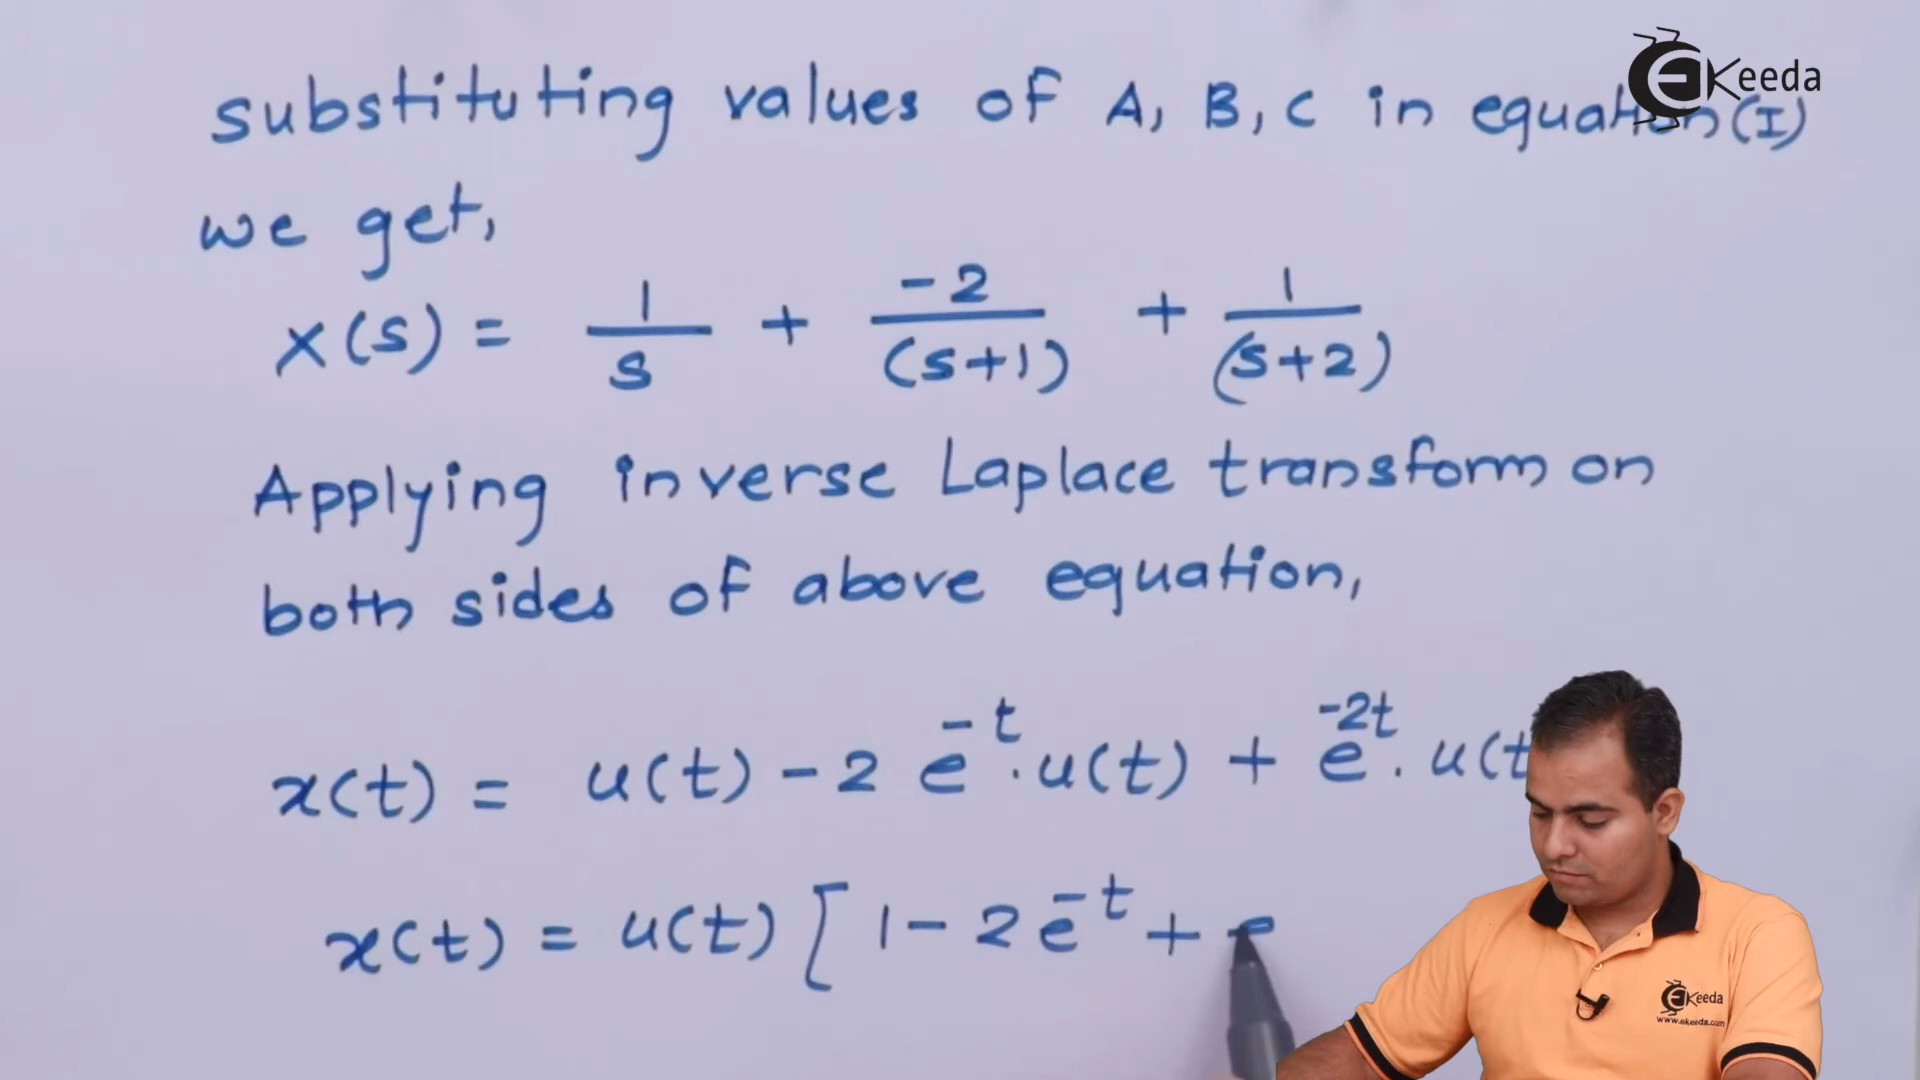 EKeeda
substituting values of A, B, C in equation (I)
we get,
X(s) = 1/s + -2/(s+1) + 1/(s+2)
Applying inverse Laplace transform on
both sides of above equation,
x(t) = u(t) - 2 e^-t . u(t) + e^-2t . u(t
x(t) = u(t) [ 1 - 2 e^-t + e
EKeeda
www.ekeeda.com